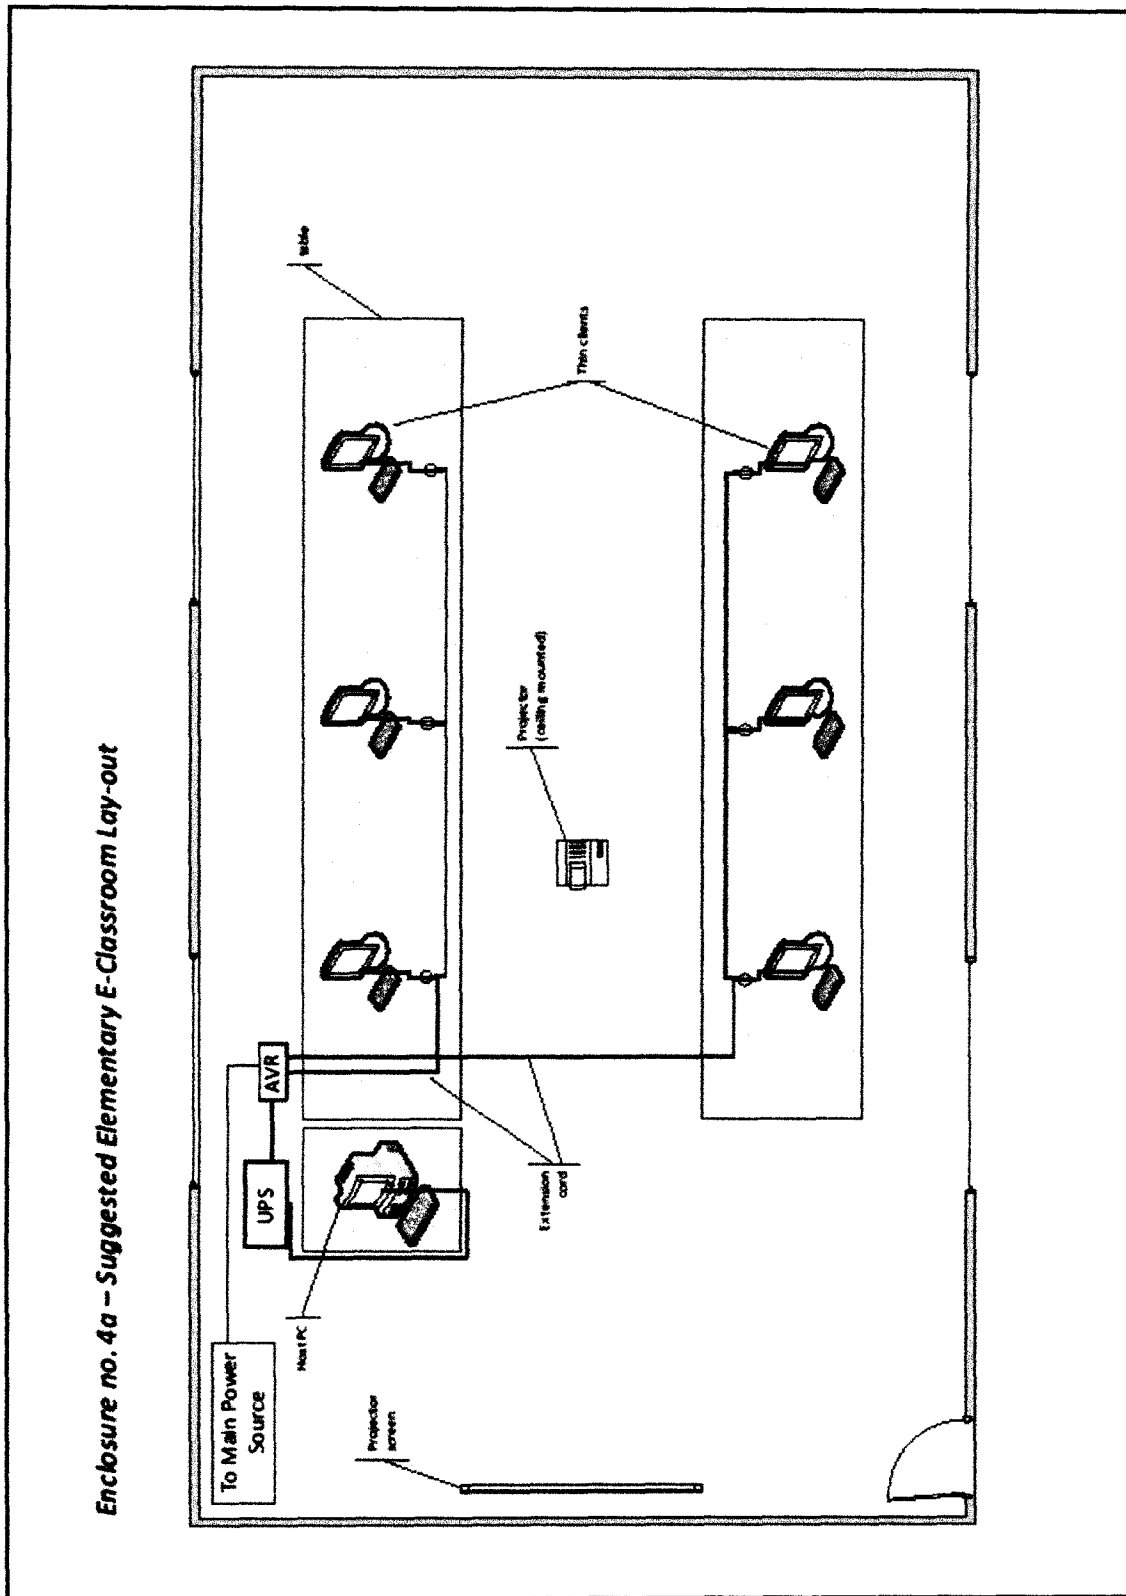 Enclosure no. 4a – Suggested Elementary E-Classroom Lay-out
To Main Power
Source
UPS
AVR
table
Host PC
Projector
screen
Extension
cord
Projector
(ceiling mounted)
Thin clients